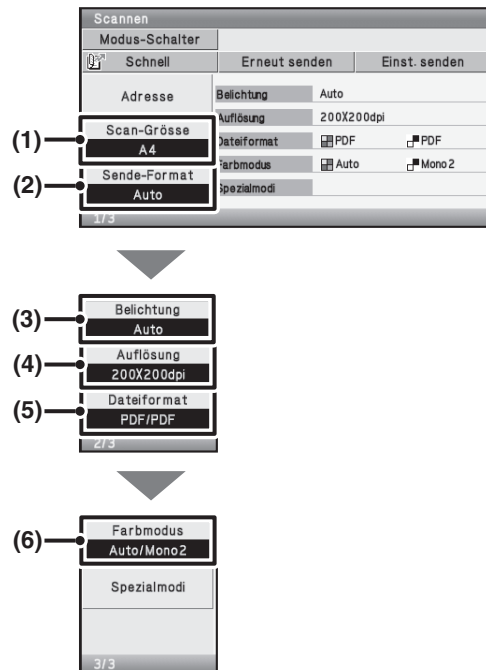 Scannen
Modus-Schalter
Schnell Erneut senden Einst. senden
Adresse
Belichtung Auto
Auflösung 200X200dpi
Dateiformat PDF PDF
Farbmodus Auto Mono2
Spezialmodi
(1) Scan-Grösse
A4
(2) Sende-Format
Auto
1/3
(3) Belichtung
Auto
(4) Auflösung
200X200dpi
(5) Dateiformat
PDF/PDF
2/3
(6) Farbmodus
Auto/Mono2
Spezialmodi
3/3